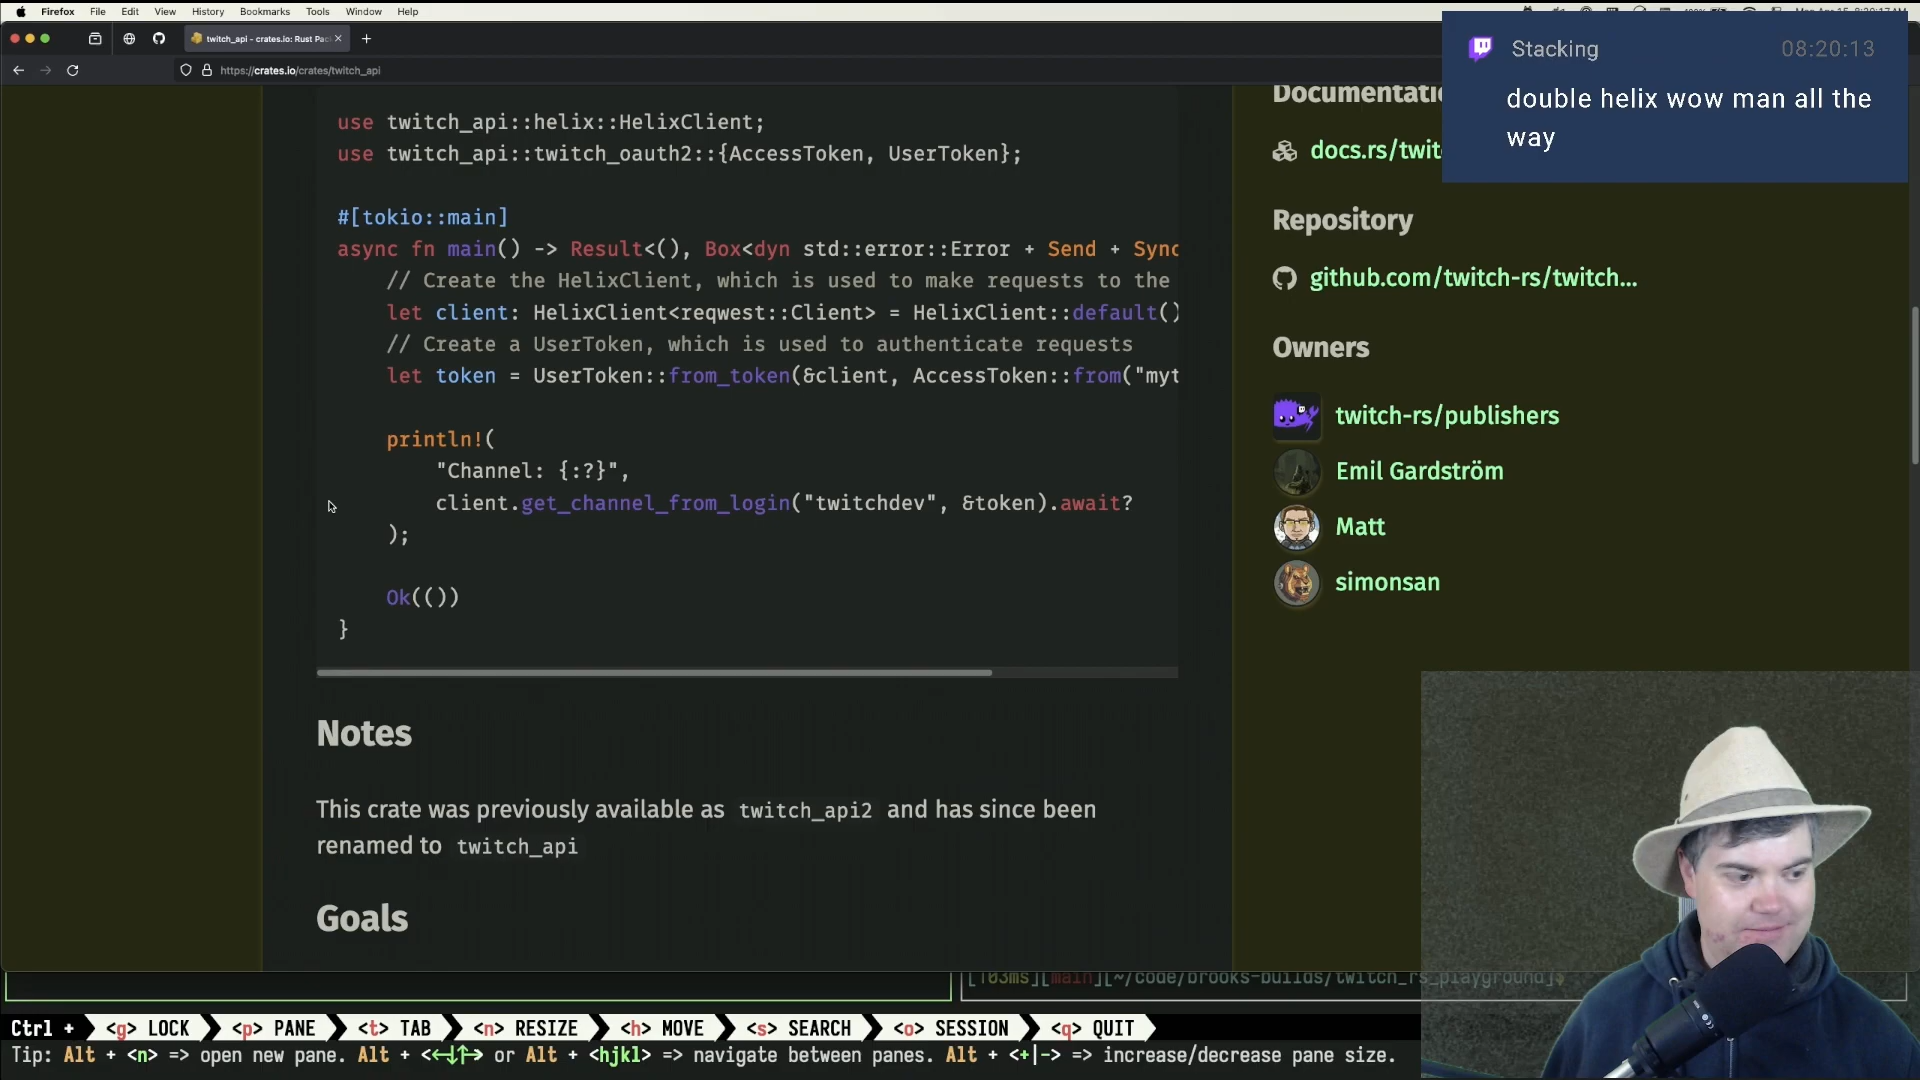 Firefox File Edit View History Bookmarks Tools Window Help
twitch_api - crates.io: Rust Pac
https://crates.io/crates/twitch_api
Stacking 08:20:13
double helix wow man all the
way
use twitch_api::helix::HelixClient;
use twitch_api::twitch_oauth2::{AccessToken, UserToken};
#[tokio::main]
async fn main() -> Result<(), Box<dyn std::error::Error + Send + Sync
// Create the HelixClient, which is used to make requests to the
let client: HelixClient<reqwest::Client> = HelixClient::default()
// Create a UserToken, which is used to authenticate requests
let token = UserToken::from_token(&client, AccessToken::from("myt
println!(
"Channel: {:?}",
client.get_channel_from_login("twitchdev", &token).await?
);
Ok(())
}
Notes
This crate was previously available as twitch_api2 and has since been
renamed to twitch_api
Goals
Documentati
docs.rs/twit
Repository
github.com/twitch-rs/twitch...
Owners
twitch-rs/publishers
Emil Gardström
Matt
simonsan
[103ms][main][~/code/brooks-builds/twitch_rs_playground]$
Ctrl + <g> LOCK <p> PANE <t> TAB <n> RESIZE <h> MOVE <s> SEARCH <o> SESSION <q> QUIT
Tip: Alt + <n> => open new pane. Alt + <←↓↑→> or Alt + <hjkl> => navigate between panes. Alt + <+|-> => increase/decrease pane size.